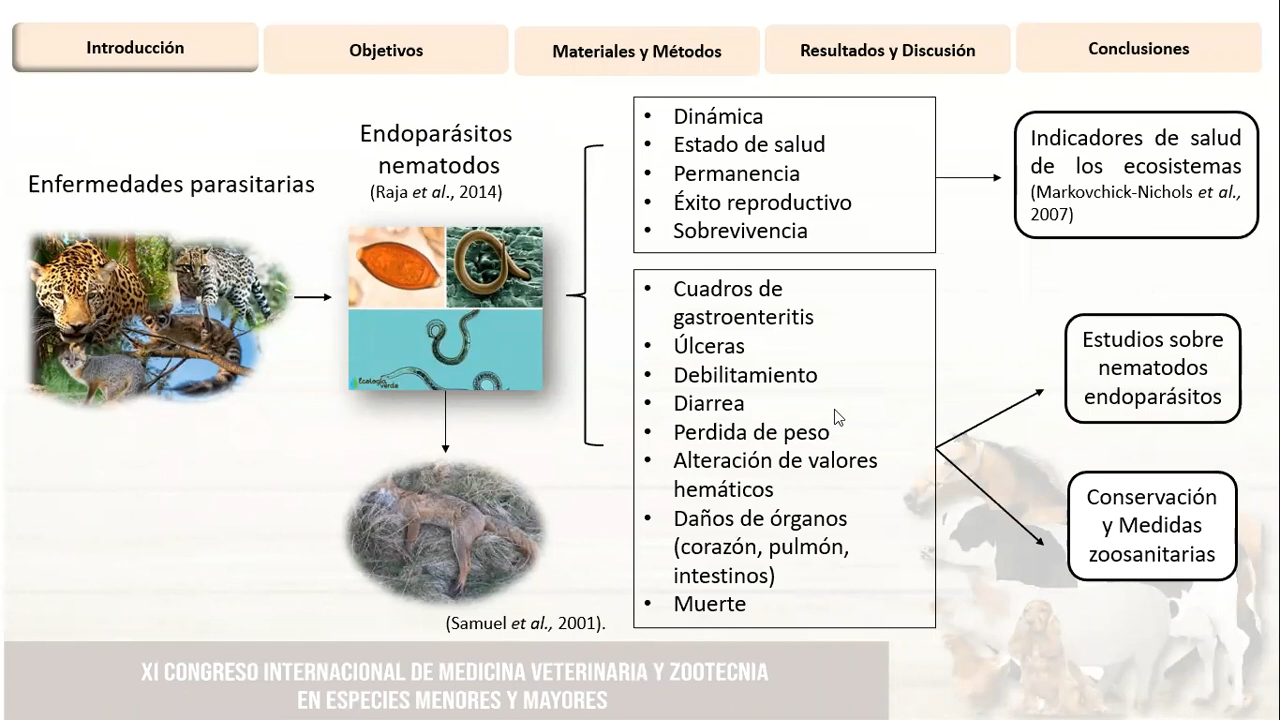 Introducción
Objetivos
Materiales y Métodos
Resultados y Discusión
Conclusiones
Enfermedades parasitarias
Endoparásitos
nematodos
(Raja et al., 2014)
Ecología
verde
(Samuel et al., 2001).
• Dinámica
• Estado de salud
• Permanencia
• Éxito reproductivo
• Sobrevivencia
• Cuadros de
gastroenteritis
• Úlceras
• Debilitamiento
• Diarrea
• Perdida de peso
• Alteración de valores
hemáticos
• Daños de órganos
(corazón, pulmón,
intestinos)
• Muerte
Indicadores de salud
de los ecosistemas
(Markovchick-Nichols et al.,
2007)
Estudios sobre
nematodos
endoparásitos
Conservación
y Medidas
zoosanitarias
XI CONGRESO INTERNACIONAL DE MEDICINA VETERINARIA Y ZOOTECNIA
EN ESPECIES MENORES Y MAYORES